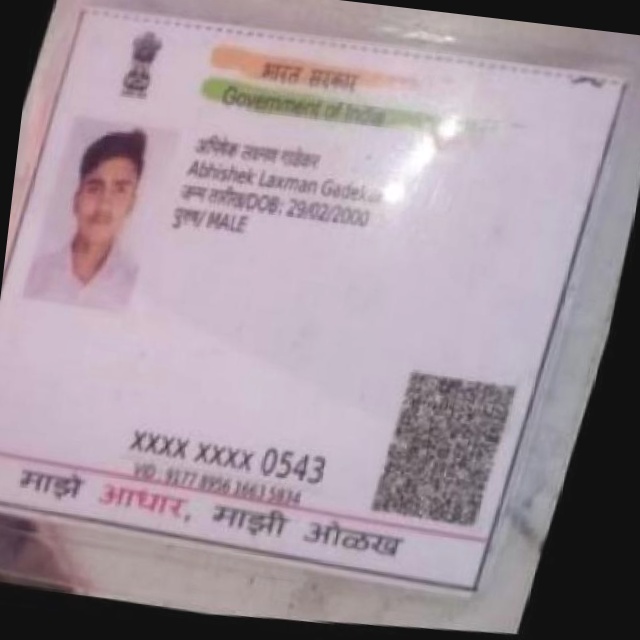 भारत सरकार
Government of India
अभिषेक लक्ष्मण गाडेकर
Abhishek Laxman Gadekar
जन्म तारीख/DOB: 29/02/2000
पुरुष/ MALE
XXXX XXXX 0543
VID : 9177 8956 3663 5834
माझे आधार, माझी ओळख